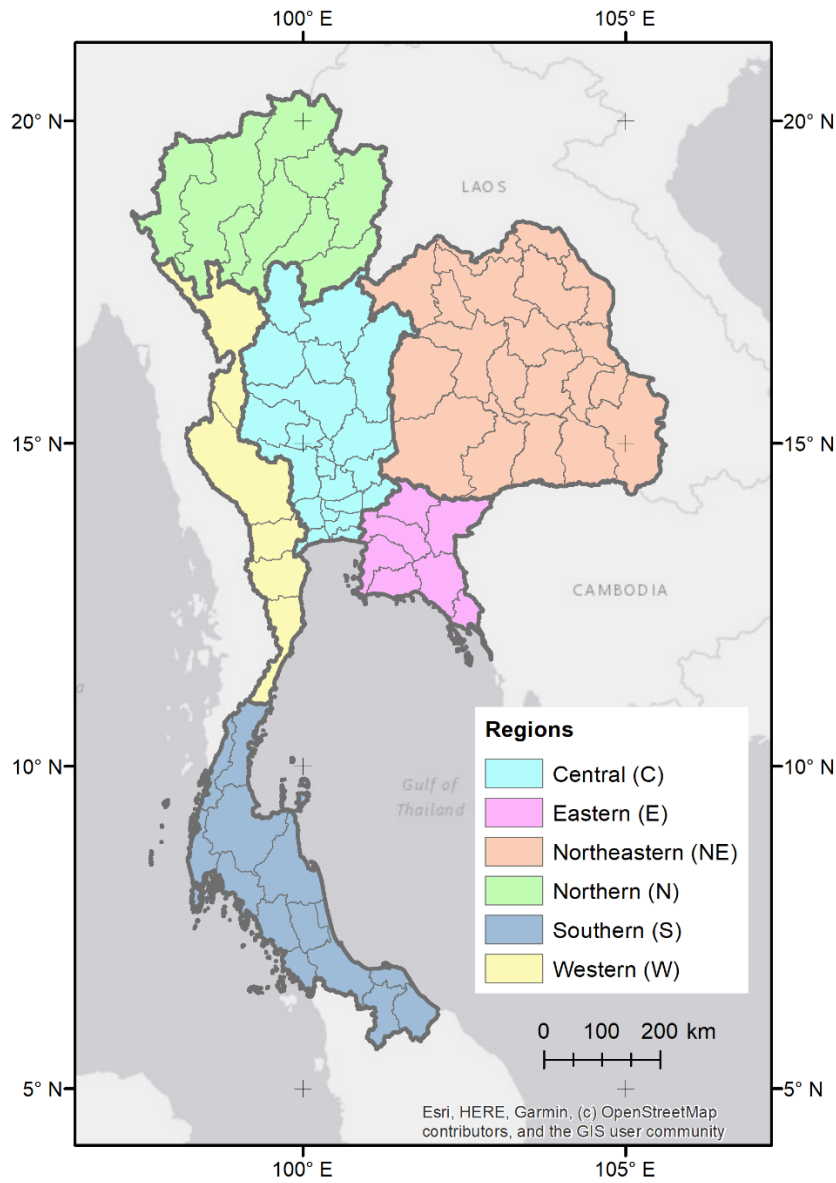 100° E 105° E
20° N 20° N
LAOS
15° N 15° N
CAMBODIA
10° N 10° N
Gulf of
Thailand
Regions
Central (C)
Eastern (E)
Northeastern (NE)
Northern (N)
Southern (S)
Western (W)
0 100 200 km
5° N 5° N
Esri, HERE, Garmin, (c) OpenStreetMap
contributors, and the GIS user community
100° E 105° E